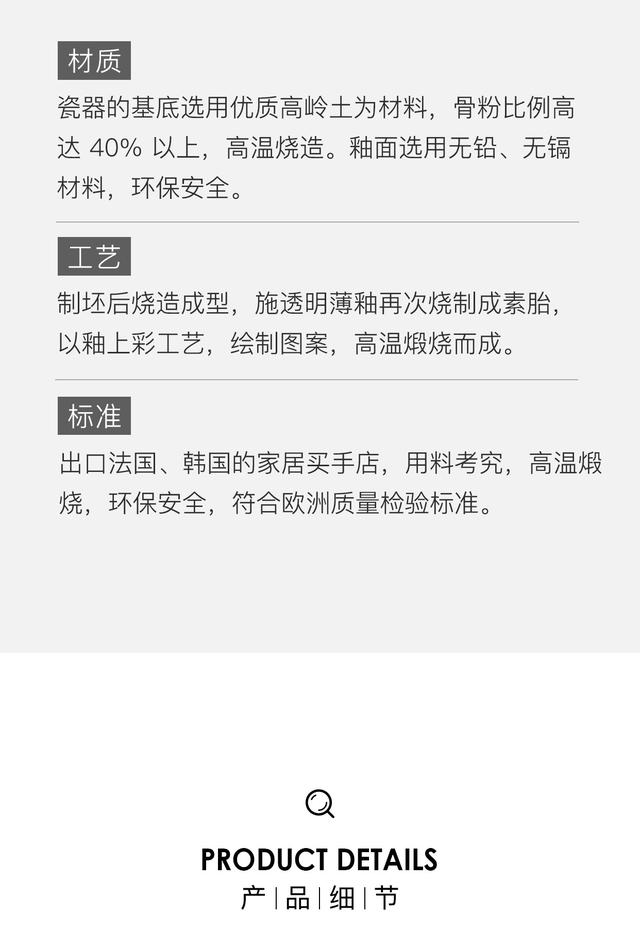 材质
瓷器的基底选用优质高岭土为材料，骨粉比例高
达 40% 以上，高温烧造。釉面选用无铅、无镉
材料，环保安全。
工艺
制坯后烧造成型，施透明薄釉再次烧制成素胎，
以釉上彩工艺，绘制图案，高温煅烧而成。
标准
出口法国、韩国的家居买手店，用料考究，高温煅
烧，环保安全，符合欧洲质量检验标准。
PRODUCT DETAILS
产|品|细|节